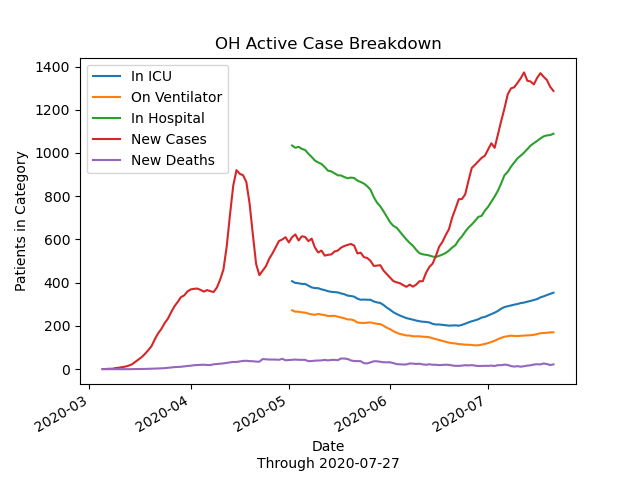 OH Active Case Breakdown
In ICU
On Ventilator
In Hospital
New Cases
New Deaths
Patients in Category
1400
1200
1000
800
600
400
200
0
2020-03
2020-04
2020-05
2020-06
2020-07
Date
Through 2020-07-27